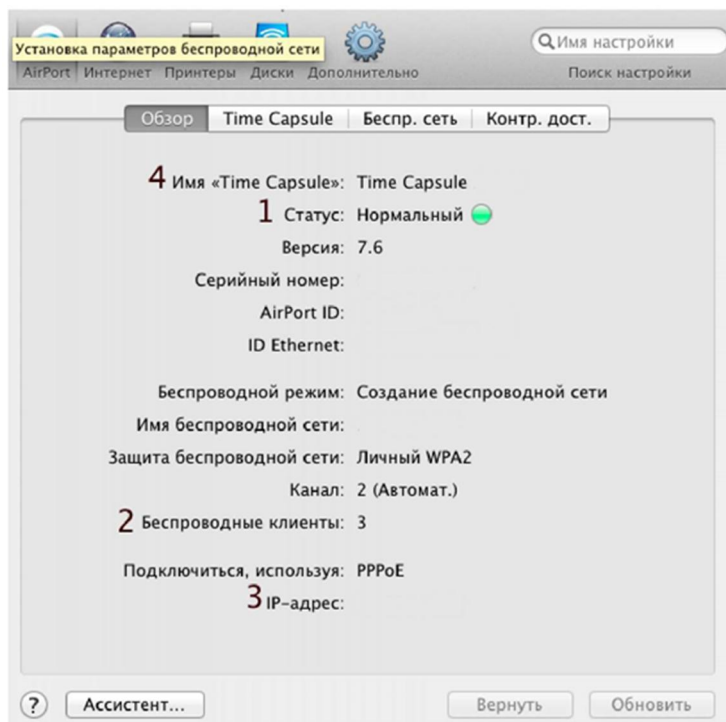 Установка параметров беспроводной сети
Имя настройки
AirPort Интернет Принтеры Диски Дополнительно Поиск настройки
Обзор Time Capsule Беспр. сеть Контр. дост.
4 Имя «Time Capsule»: Time Capsule
1 Статус: Нормальный
Версия: 7.6
Серийный номер:
AirPort ID:
ID Ethernet:
Беспроводной режим: Создание беспроводной сети
Имя беспроводной сети:
Защита беспроводной сети: Личный WPA2
Канал: 2 (Автомат.)
2 Беспроводные клиенты: 3
Подключиться, используя: PPPoE
3 IP-адрес:
? Ассистент... Вернуть Обновить